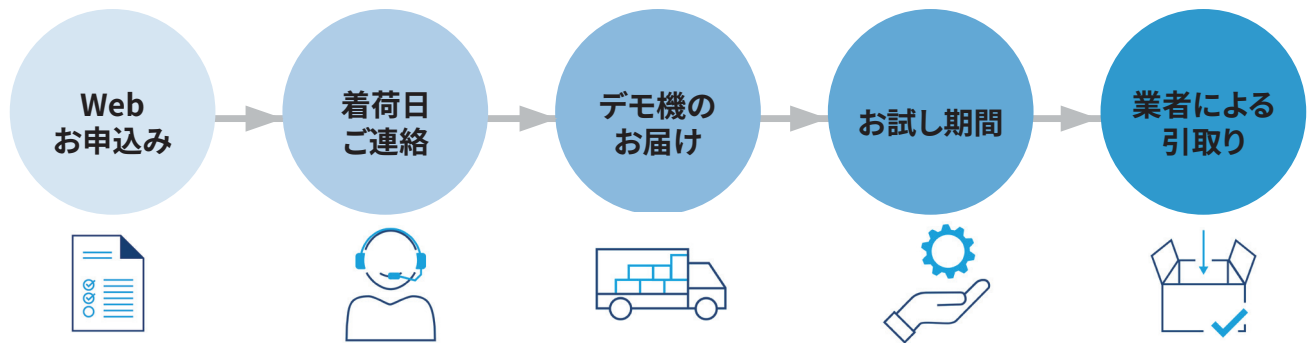 Web
お申込み
着荷日
ご連絡
デモ機の
お届け
お試し期間
業者による
引取り